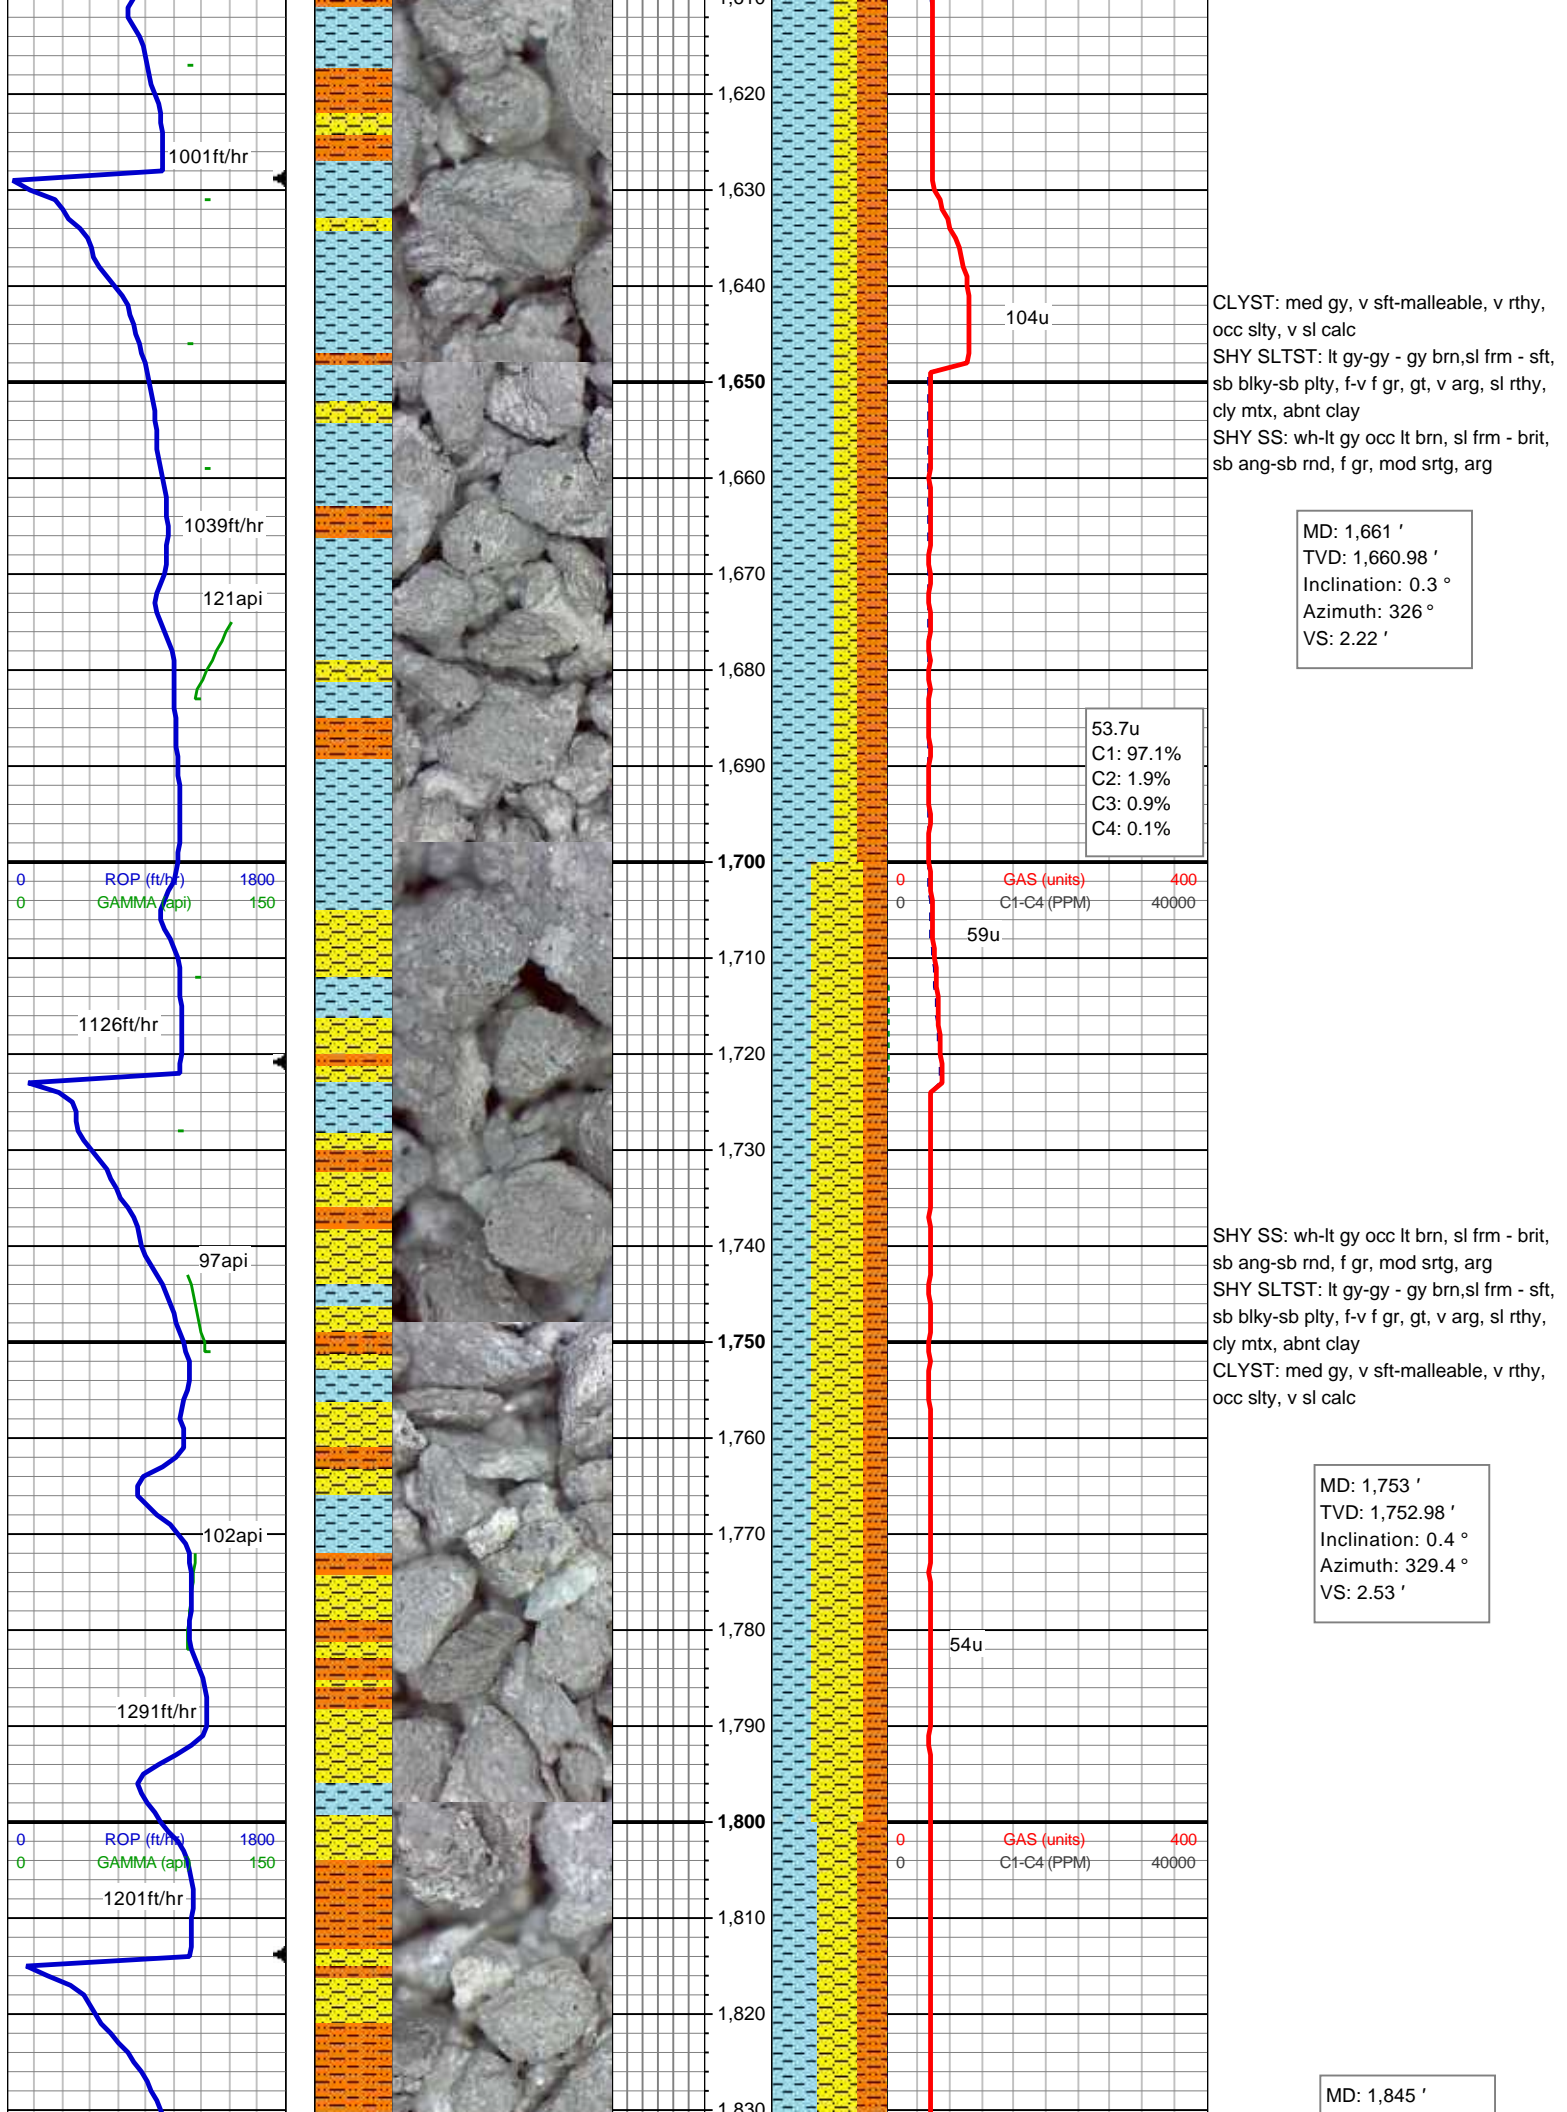 1,620
1001ft/hr
1,630
1,640
104u
CLYST: med gy, v sft-malleable, v rthy,
occ slty, v sl calc
SHY SLTST: lt gy-gy - gy brn,sl frm - sft,
sb blky-sb plty, f-v f gr, gt, v arg, sl rthy,
cly mtx, abnt clay
SHY SS: wh-lt gy occ lt brn, sl frm - brit,
sb ang-sb rnd, f gr, mod srtg, arg
1,650
1,660
1039ft/hr
MD: 1,661 '
TVD: 1,660.98 '
Inclination: 0.3 °
Azimuth: 326 °
VS: 2.22 '
1,670
121api
1,680
53.7u
C1: 97.1%
C2: 1.9%
C3: 0.9%
C4: 0.1%
1,690
1,700
0 ROP (ft/hr) 1800
0 GAMMA (api) 150
0 GAS (units) 400
0 C1-C4 (PPM) 40000
59u
1,710
1126ft/hr
1,720
1,730
1,740
97api
SHY SS: wh-lt gy occ lt brn, sl frm - brit,
sb ang-sb rnd, f gr, mod srtg, arg
SHY SLTST: lt gy-gy - gy brn,sl frm - sft,
sb blky-sb plty, f-v f gr, gt, v arg, sl rthy,
cly mtx, abnt clay
CLYST: med gy, v sft-malleable, v rthy,
occ slty, v sl calc
1,750
1,760
MD: 1,753 '
TVD: 1,752.98 '
Inclination: 0.4 °
Azimuth: 329.4 °
VS: 2.53 '
1,770
102api
1,780
54u
1291ft/hr
1,790
1,800
0 ROP (ft/hr) 1800
0 GAMMA (api 150
0 GAS (units) 400
0 C1-C4 (PPM) 40000
1201ft/hr
1,810
1,820
1,830
MD: 1,845 '